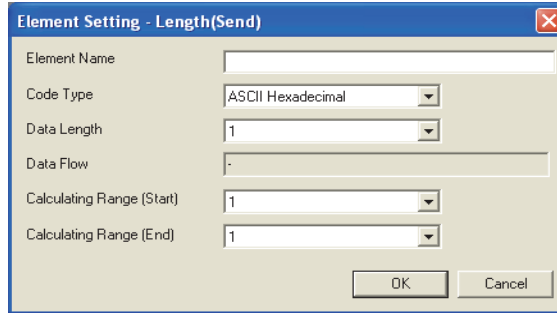 Element Setting - Length(Send)
Element Name
Code Type ASCII Hexadecimal
Data Length 1
Data Flow -
Calculating Range (Start) 1
Calculating Range (End) 1
OK Cancel